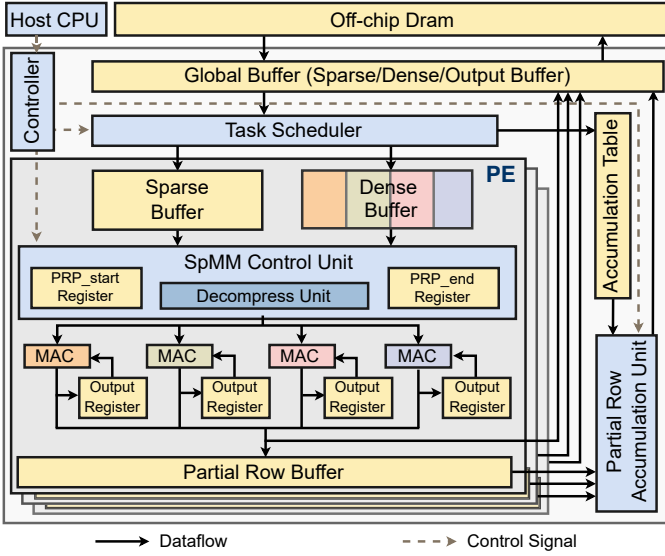 Host CPU
Off-chip Dram
Global Buffer (Sparse/Dense/Output Buffer)
Controller
Task Scheduler
Accumulation Table
PE
Sparse
Buffer
Dense
Buffer
SpMM Control Unit
PRP_start
Register
Decompress Unit
PRP_end
Register
MAC
MAC
MAC
MAC
Output
Register
Output
Register
Output
Register
Output
Register
Partial Row
Accumulation Unit
Partial Row Buffer
Dataflow
Control Signal